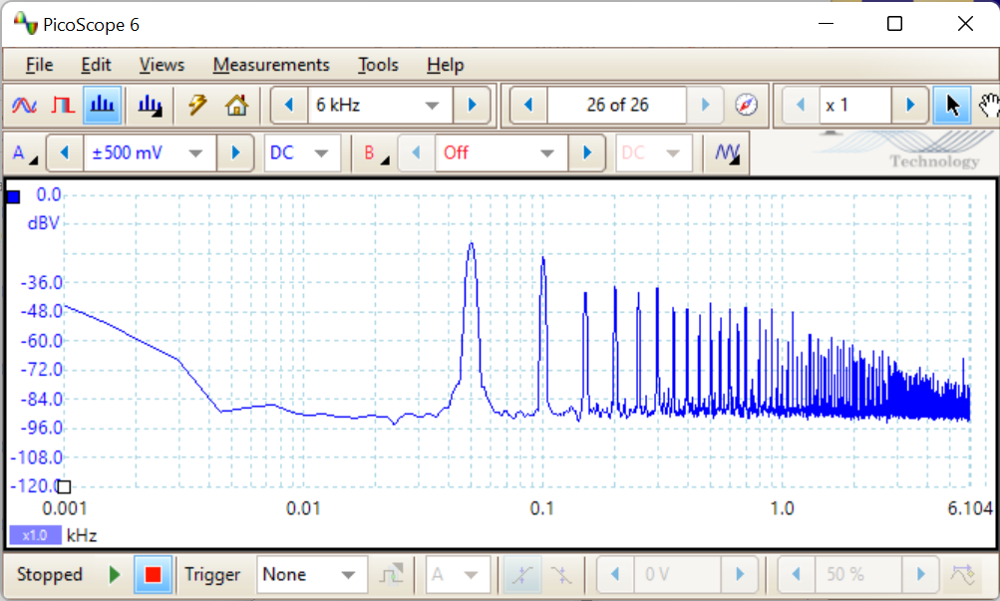 PicoScope 6
File Edit Views Measurements Tools Help
6 kHz 26 of 26 x 1
A ±500 mV DC B Off DC
Technology
0.0
dBV
-36.0
-48.0
-60.0
-72.0
-84.0
-96.0
-108.0
-120.0
0.001 0.01 0.1 1.0 6.104
x1.0 kHz
Stopped Trigger None A 0 V 50 %